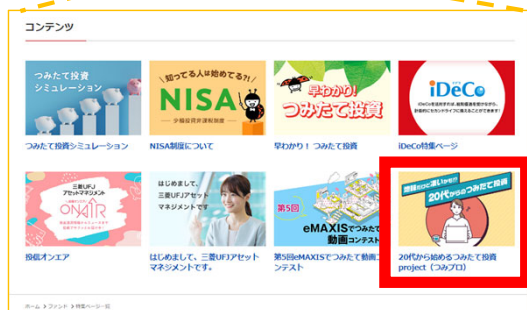 コンテンツ
つみたて投資
シミュレーション
つみたて投資シミュレーション
知ってる人は始めてる?!
NISA
少額投資非課税制度
NISA制度について
早わかり!
つみたて投資
早わかり! つみたて投資
iDeCo
iDeCo特集ページ
三菱UFJ
アセットマネジメント
ON AIR
投信オンエア
はじめまして、
三菱UFJアセット
マネジメントです
はじめまして、三菱UFJアセット
マネジメントです。
第5回
eMAXISでつみたて
動画コンテスト
第5回eMAXISでつみたて動画コ
ンテスト
20代からのつみたて投資
20代から始めるつみたて投資
project(つみプロ)
ホーム > ファンド > 特集ページ一覧